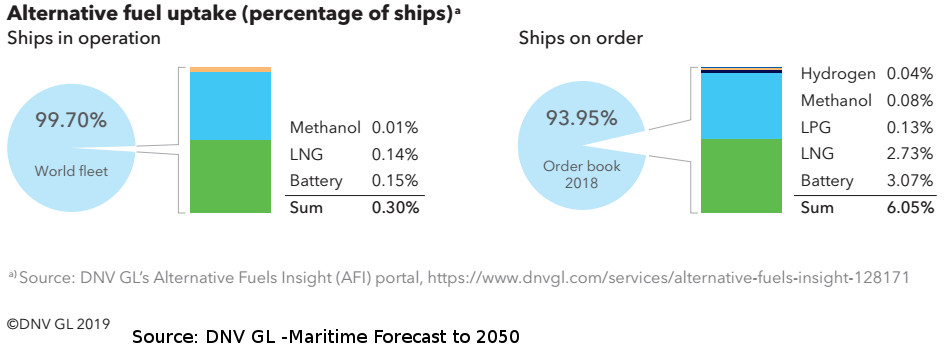 Alternative fuel uptake (percentage of ships)a
Ships in operation
99.70%
World fleet
Methanol 0.01%
LNG 0.14%
Battery 0.15%
Sum 0.30%
Ships on order
93.95%
Order book
2018
Hydrogen 0.04%
Methanol 0.08%
LPG 0.13%
LNG 2.73%
Battery 3.07%
Sum 6.05%
a) Source: DNV GL’s Alternative Fuels Insight (AFI) portal, https://www.dnvgl.com/services/alternative-fuels-insight-128171
©DNV GL 2019
Source: DNV GL -Maritime Forecast to 2050